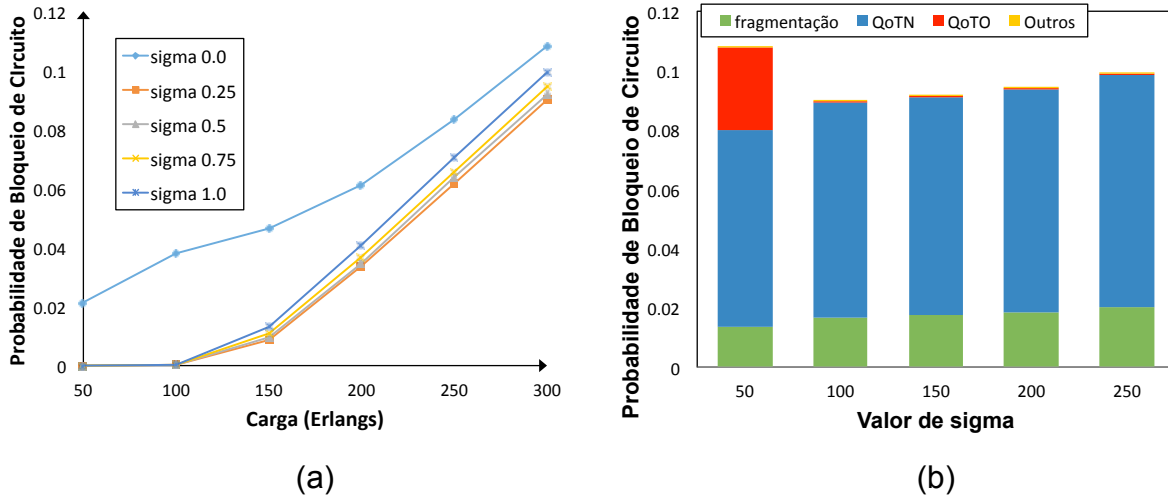 Probabilidade de Bloqueio de Circuito
0.12
0.1
0.08
0.06
0.04
0.02
0
sigma 0.0
sigma 0.25
sigma 0.5
sigma 0.75
sigma 1.0
50 100 150 200 250 300
Carga (Erlangs)
(a)
Probabilidade de Bloqueio de Circuito
0.12
0.1
0.08
0.06
0.04
0.02
0
fragmentação QoTN QoTO Outros
50 100 150 200 250
Valor de sigma
(b)